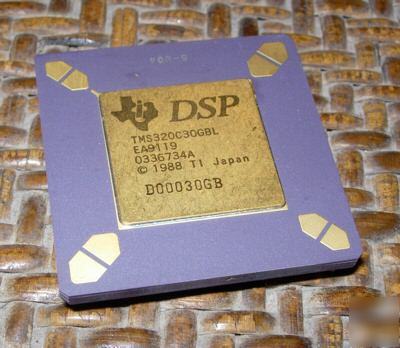 DSP
TMS320C30GBL
EA9119
0336734A
© 1988 TI Japan
D00030GB